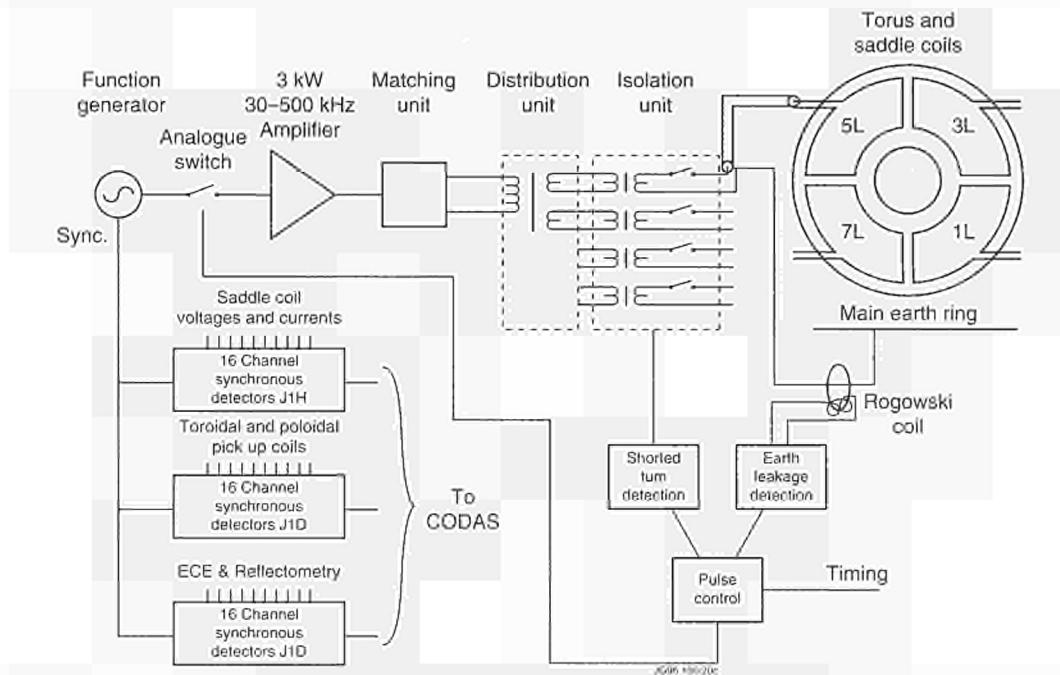 Torus and
saddle coils
Function
generator
3 kW
30–500 kHz
Amplifier
Matching
unit
Distribution
unit
Isolation
unit
Analogue
switch
5L
3L
7L
1L
Sync.
Main earth ring
Saddle coil
voltages and currents
16 Channel
synchronous
detectors J1H
Rogowski
coil
Toroidal and poloidal
pick up coils
16 Channel
synchronous
detectors J1D
To
CODAS
Shorted
turn
detection
Earth
leakage
detection
ECE & Reflectometry
16 Channel
synchronous
detectors J1D
Pulse
control
Timing